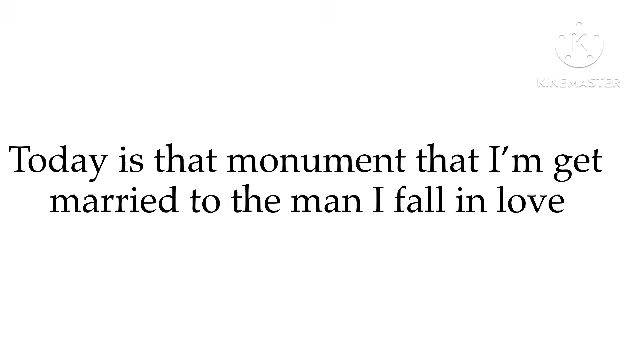 KINEMASTER
Today is that monument that I’m get
married to the man I fall in love